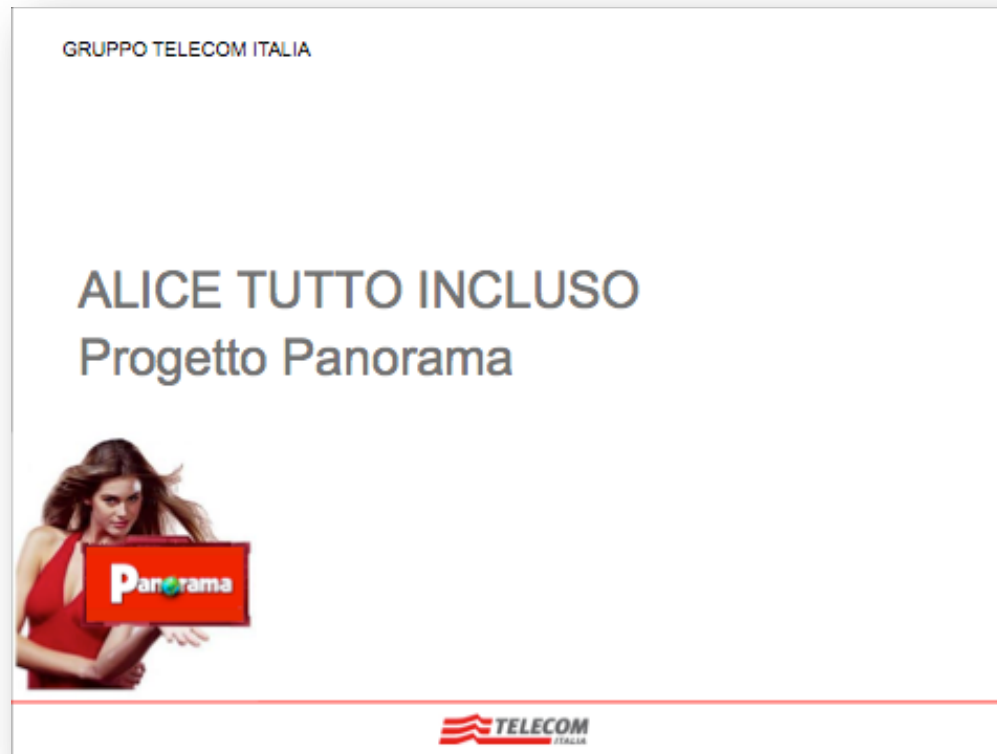 GRUPPO TELECOM ITALIA
ALICE TUTTO INCLUSO
Progetto Panorama
Panorama
TELECOM
ITALIA